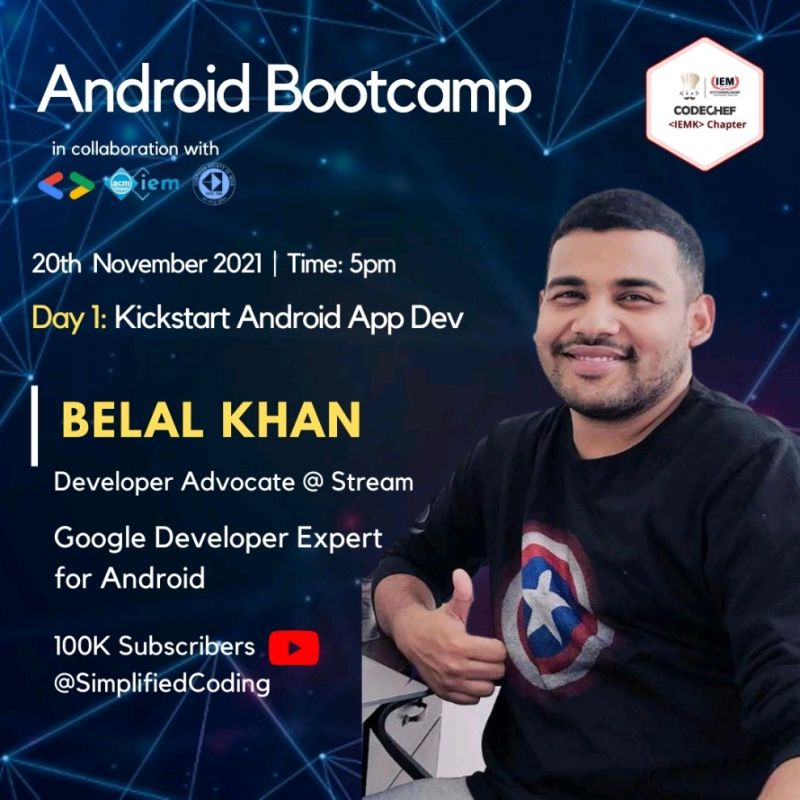 Android Bootcamp
in collaboration with
acm
iem
20th November 2021 | Time: 5pm
Day 1: Kickstart Android App Dev
BELAL KHAN
Developer Advocate @ Stream
Google Developer Expert
for Android
100K Subscribers
@SimplifiedCoding
IEM
CODECHEF
<IEMK> Chapter